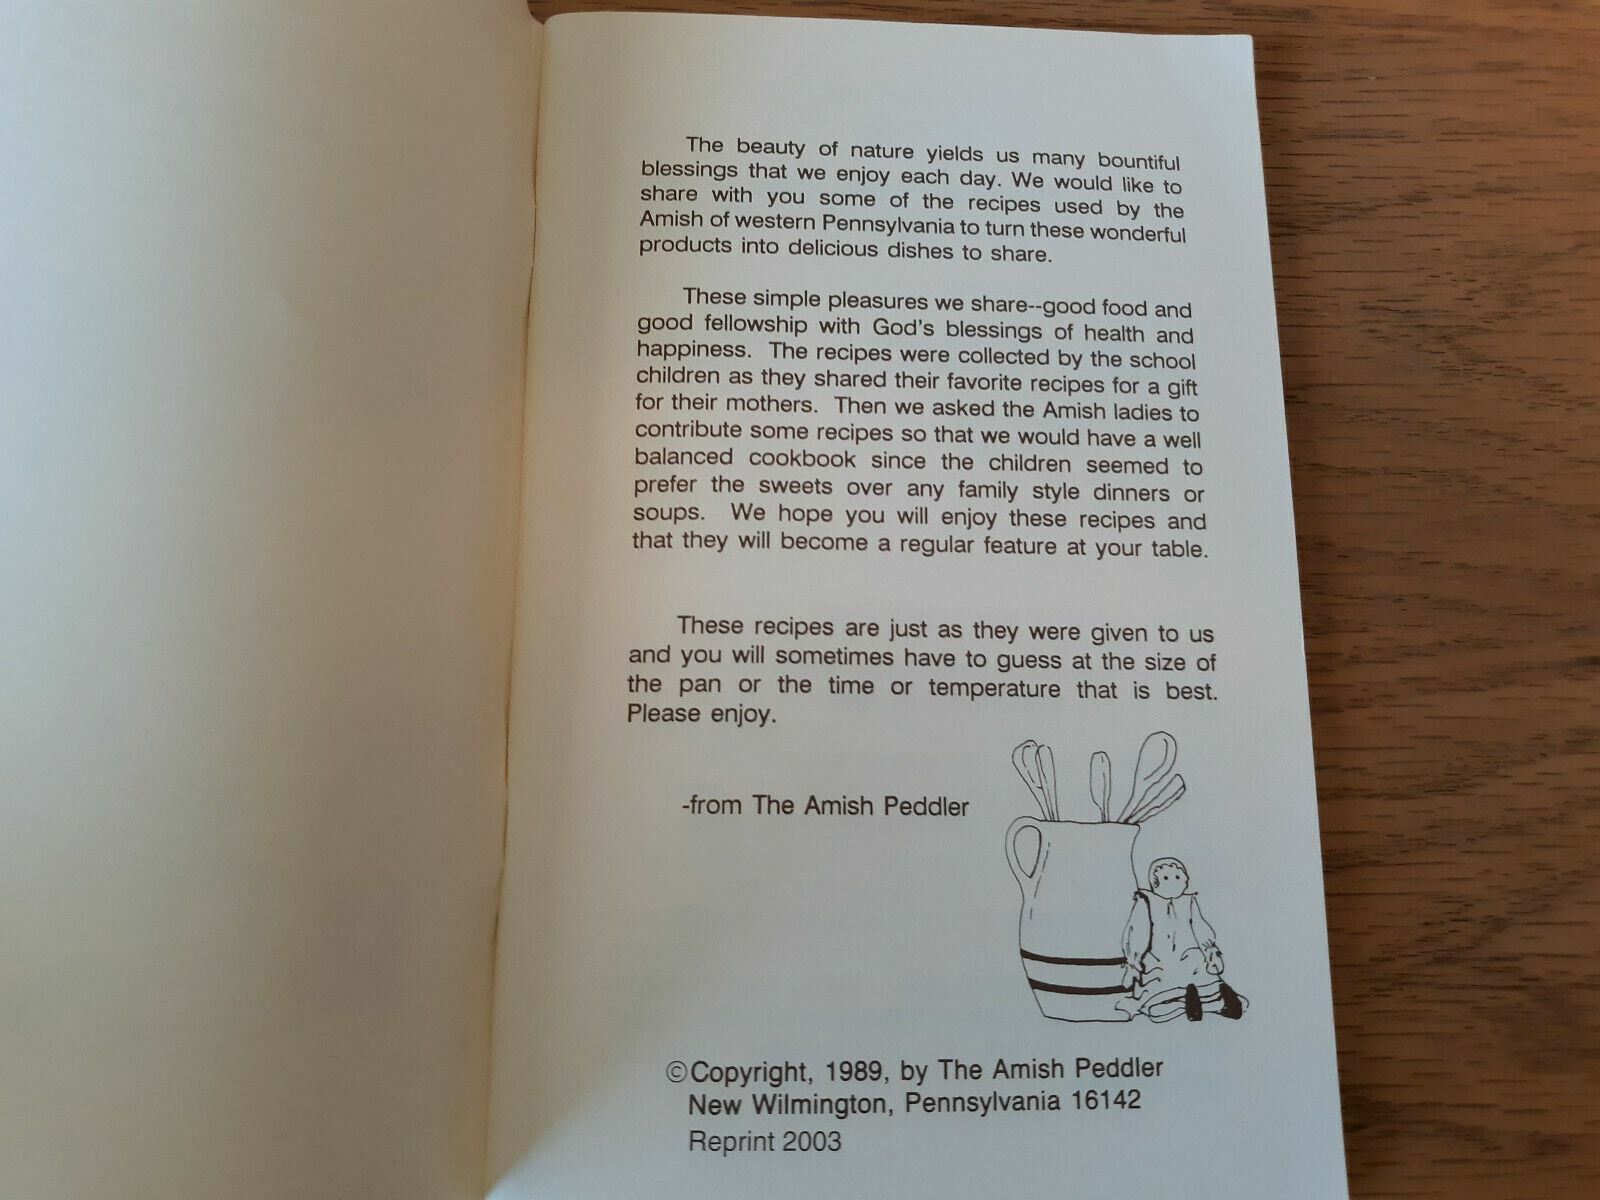 The beauty of nature yields us many bountiful
blessings that we enjoy each day. We would like to
share with you some of the recipes used by the
Amish of western Pennsylvania to turn these wonderful
products into delicious dishes to share.
These simple pleasures we share--good food and
good fellowship with God's blessings of health and
happiness. The recipes were collected by the school
children as they shared their favorite recipes for a gift
for their mothers. Then we asked the Amish ladies to
contribute some recipes so that we would have a well
balanced cookbook since the children seemed to
prefer the sweets over any family style dinners or
soups. We hope you will enjoy these recipes and
that they will become a regular feature at your table.
These recipes are just as they were given to us
and you will sometimes have to guess at the size of
the pan or the time or temperature that is best.
Please enjoy.
-from The Amish Peddler
©Copyright, 1989, by The Amish Peddler
New Wilmington, Pennsylvania 16142
Reprint 2003